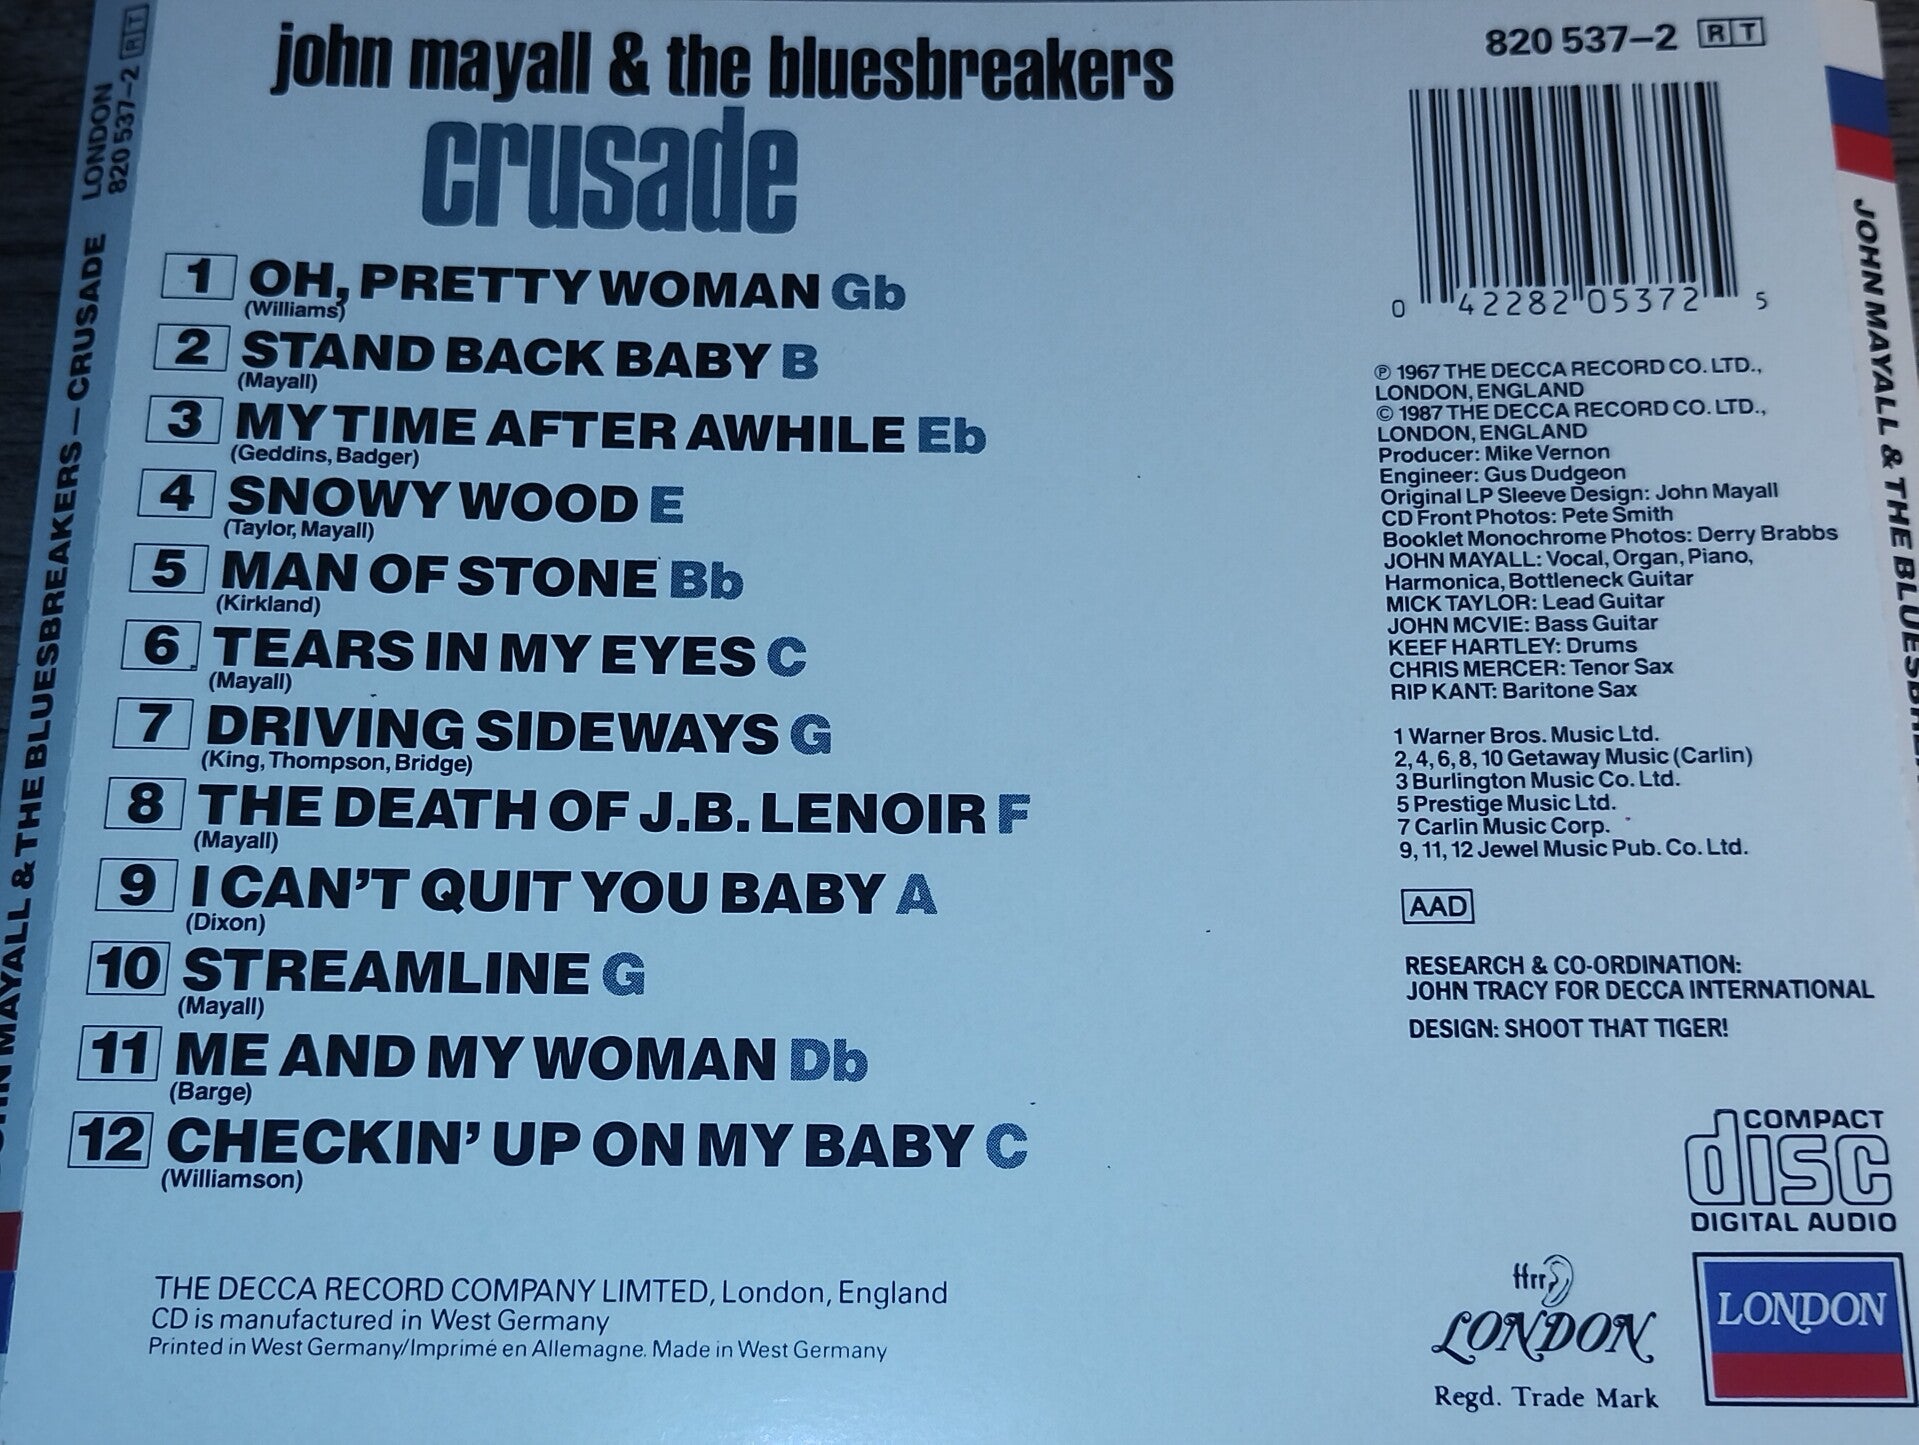 john mayall & the bluesbreakers
crusade
1 OH, PRETTY WOMAN Gb
(Williams)
2 STAND BACK BABY B
(Mayall)
3 MY TIME AFTER AWHILE Eb
(Geddins, Badger)
4 SNOWY WOOD E
(Taylor, Mayall)
5 MAN OF STONE Bb
(Kirkland)
6 TEARS IN MY EYES C
(Mayall)
7 DRIVING SIDEWAYS G
(King, Thompson, Bridge)
8 THE DEATH OF J.B. LENOIR F
(Mayall)
9 I CAN'T QUIT YOU BABY A
(Dixon)
10 STREAMLINE G
(Mayall)
11 ME AND MY WOMAN Db
(Barge)
12 CHECKIN' UP ON MY BABY C
(Williamson)
THE DECCA RECORD COMPANY LIMTED, London, England
CD is manufactured in West Germany
Printed in West Germany/Imprimé en Allemagne. Made in West Germany
820 537-2 RT
0 42282 05372 5
℗ 1967 THE DECCA RECORD CO. LTD.,
LONDON, ENGLAND
© 1987 THE DECCA RECORD CO. LTD.,
LONDON, ENGLAND
Producer: Mike Vernon
Engineer: Gus Dudgeon
Original LP Sleeve Design: John Mayall
CD Front Photos: Pete Smith
Booklet Monochrome Photos: Derry Brabbs
JOHN MAYALL: Vocal, Organ, Piano,
Harmonica, Bottleneck Guitar
MICK TAYLOR: Lead Guitar
JOHN MCVIE: Bass Guitar
KEEF HARTLEY: Drums
CHRIS MERCER: Tenor Sax
RIP KANT: Baritone Sax
1 Warner Bros. Music Ltd.
2, 4, 6, 8, 10 Getaway Music (Carlin)
3 Burlington Music Co. Ltd.
5 Prestige Music Ltd.
7 Carlin Music Corp.
9, 11, 12 Jewel Music Pub. Co. Ltd.
AAD
RESEARCH & CO-ORDINATION:
JOHN TRACY FOR DECCA INTERNATIONAL
DESIGN: SHOOT THAT TIGER!
COMPACT
disc
DIGITAL AUDIO
ffrr
LONDON
Regd. Trade Mark
LONDON
JOHN MAYALL & THE BLUESBREAKERS — CRUSADE LONDON
820 537-2 RT
JOHN MAYALL & THE BLUESBRE